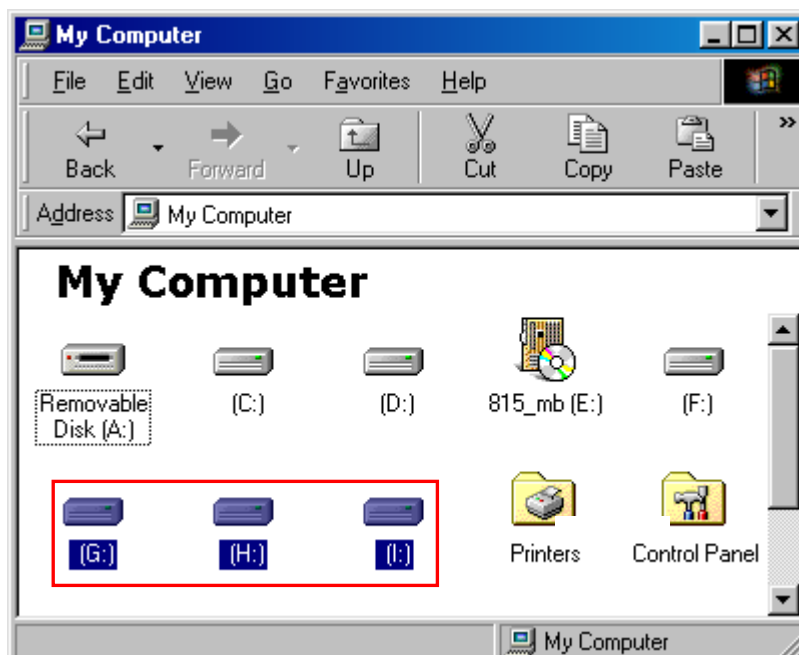 My Computer
File Edit View Go Favorites Help
Back Forward Up Cut Copy Paste »
Address My Computer
My Computer
Removable Disk (A:) (C:) (D:) 815_mb (E:) (F:)
(G:) (H:) (I:) Printers Control Panel
My Computer